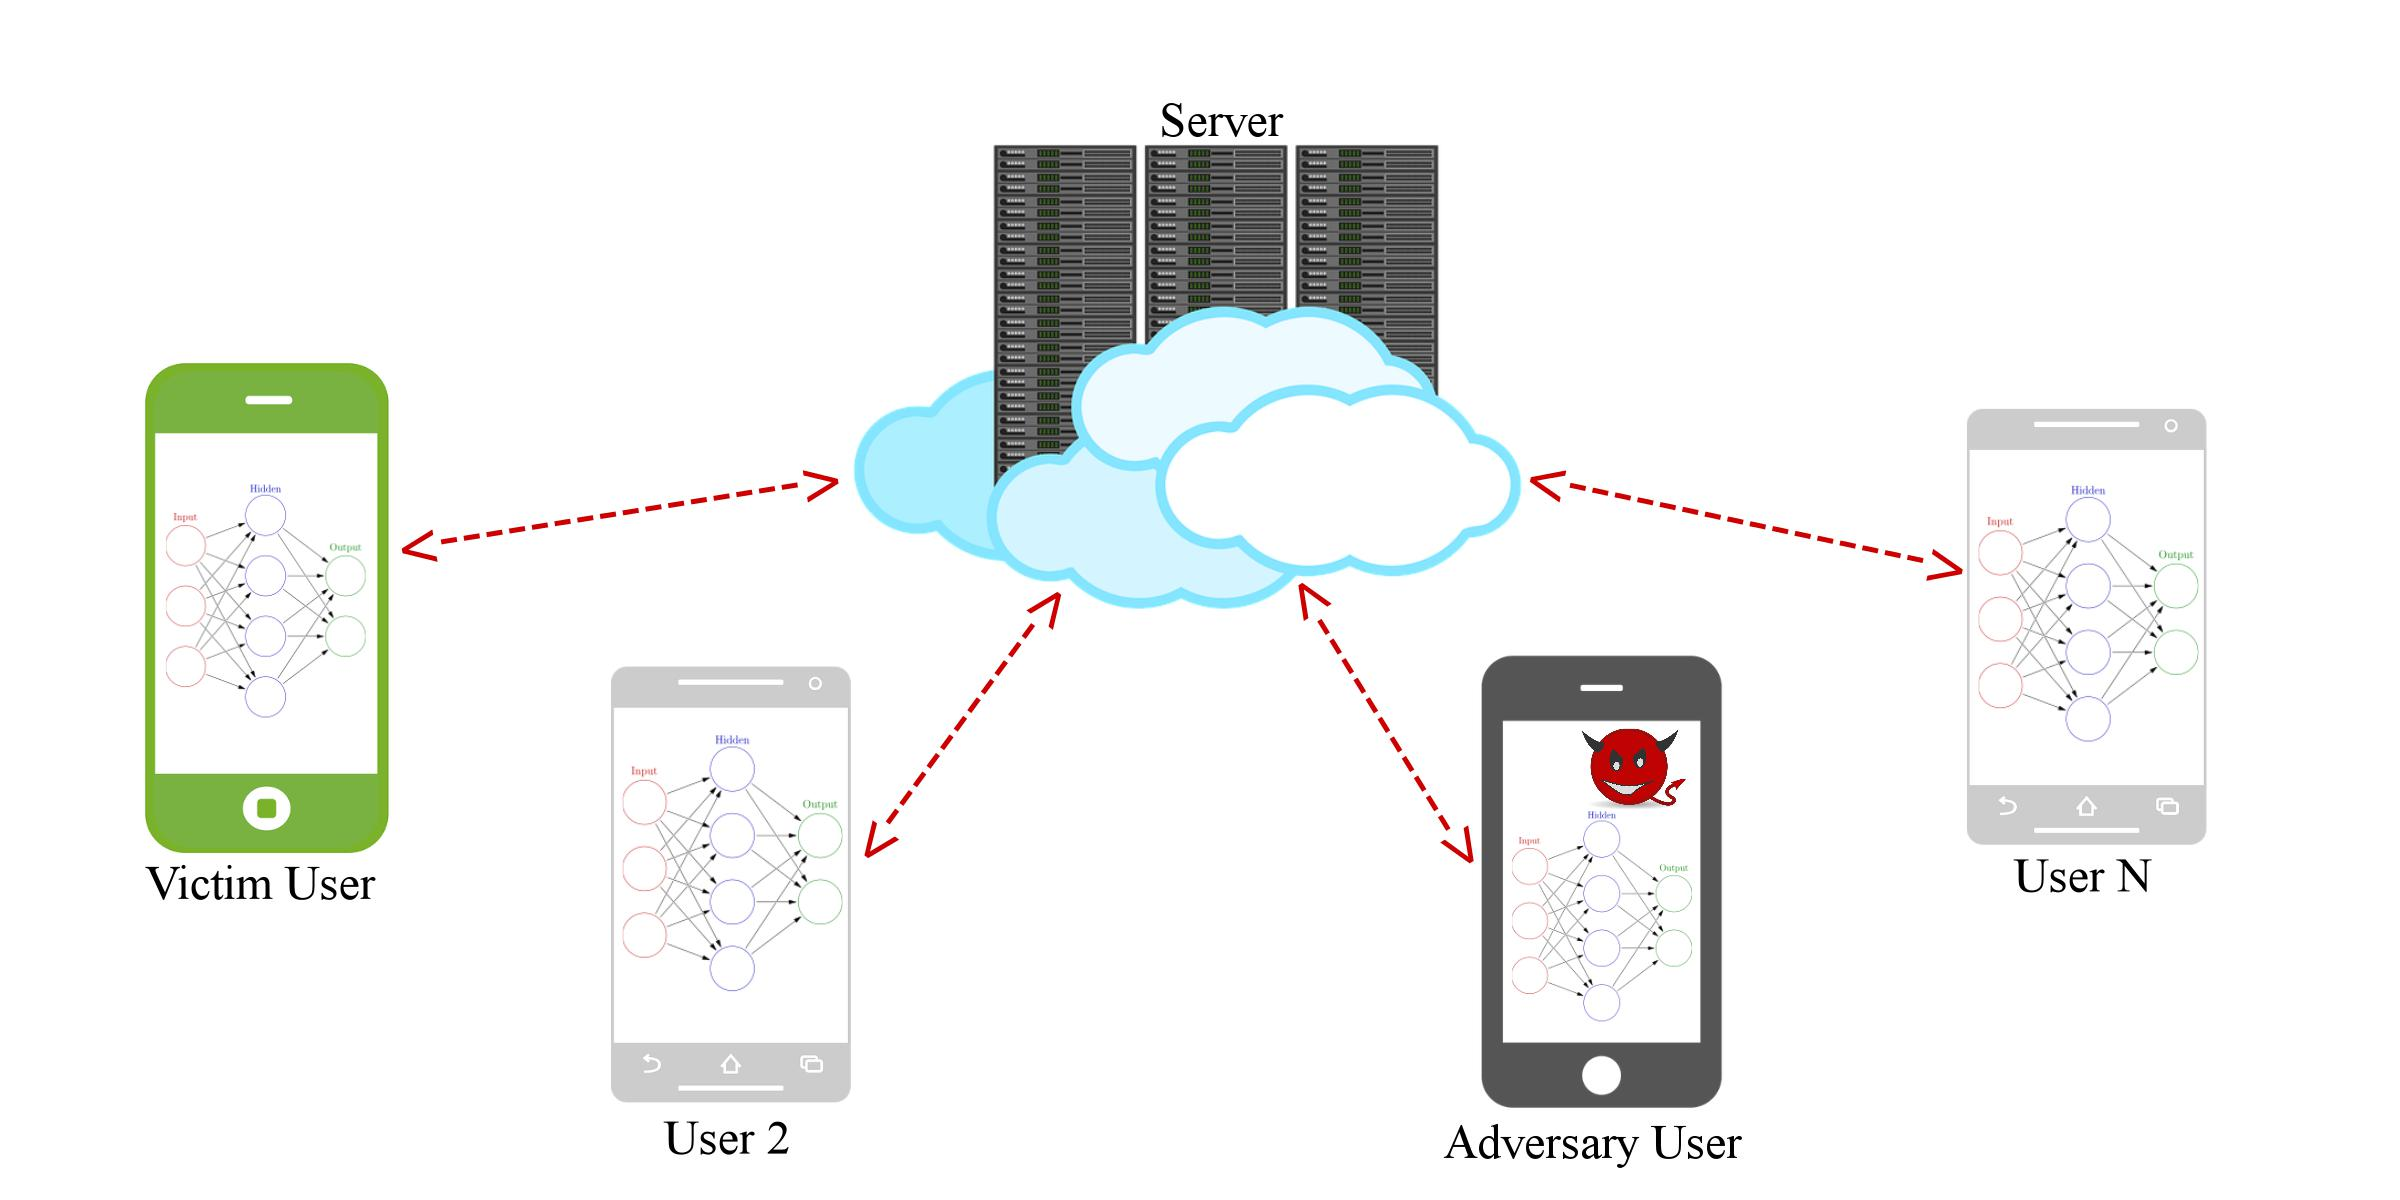 Server
Hidden
Input
Output
Victim User
Hidden
Input
Output
User 2
Hidden
Input
Output
Adversary User
Hidden
Input
Output
User N